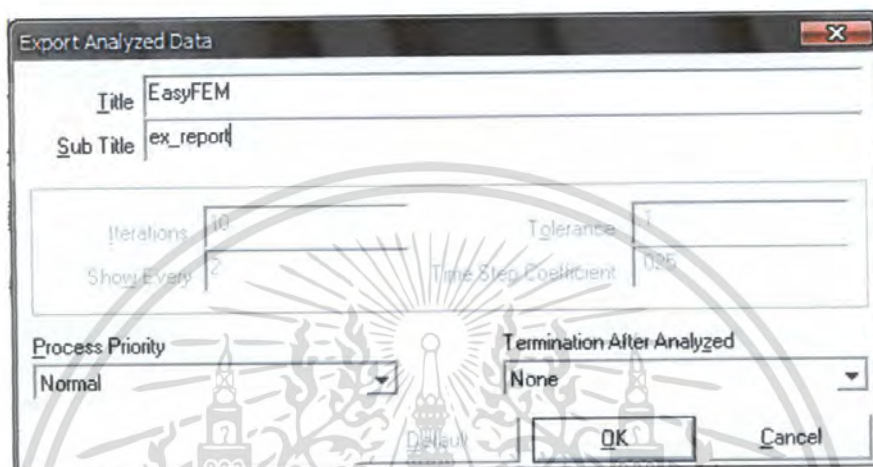 Export Analyzed Data
Title EasyFEM
Sub Title ex_report
Iterations 10 Tolerance .1
Show Every 2 Time Step Coefficient .025
Process Priority Termination After Analyzed
Normal None
Default OK Cancel